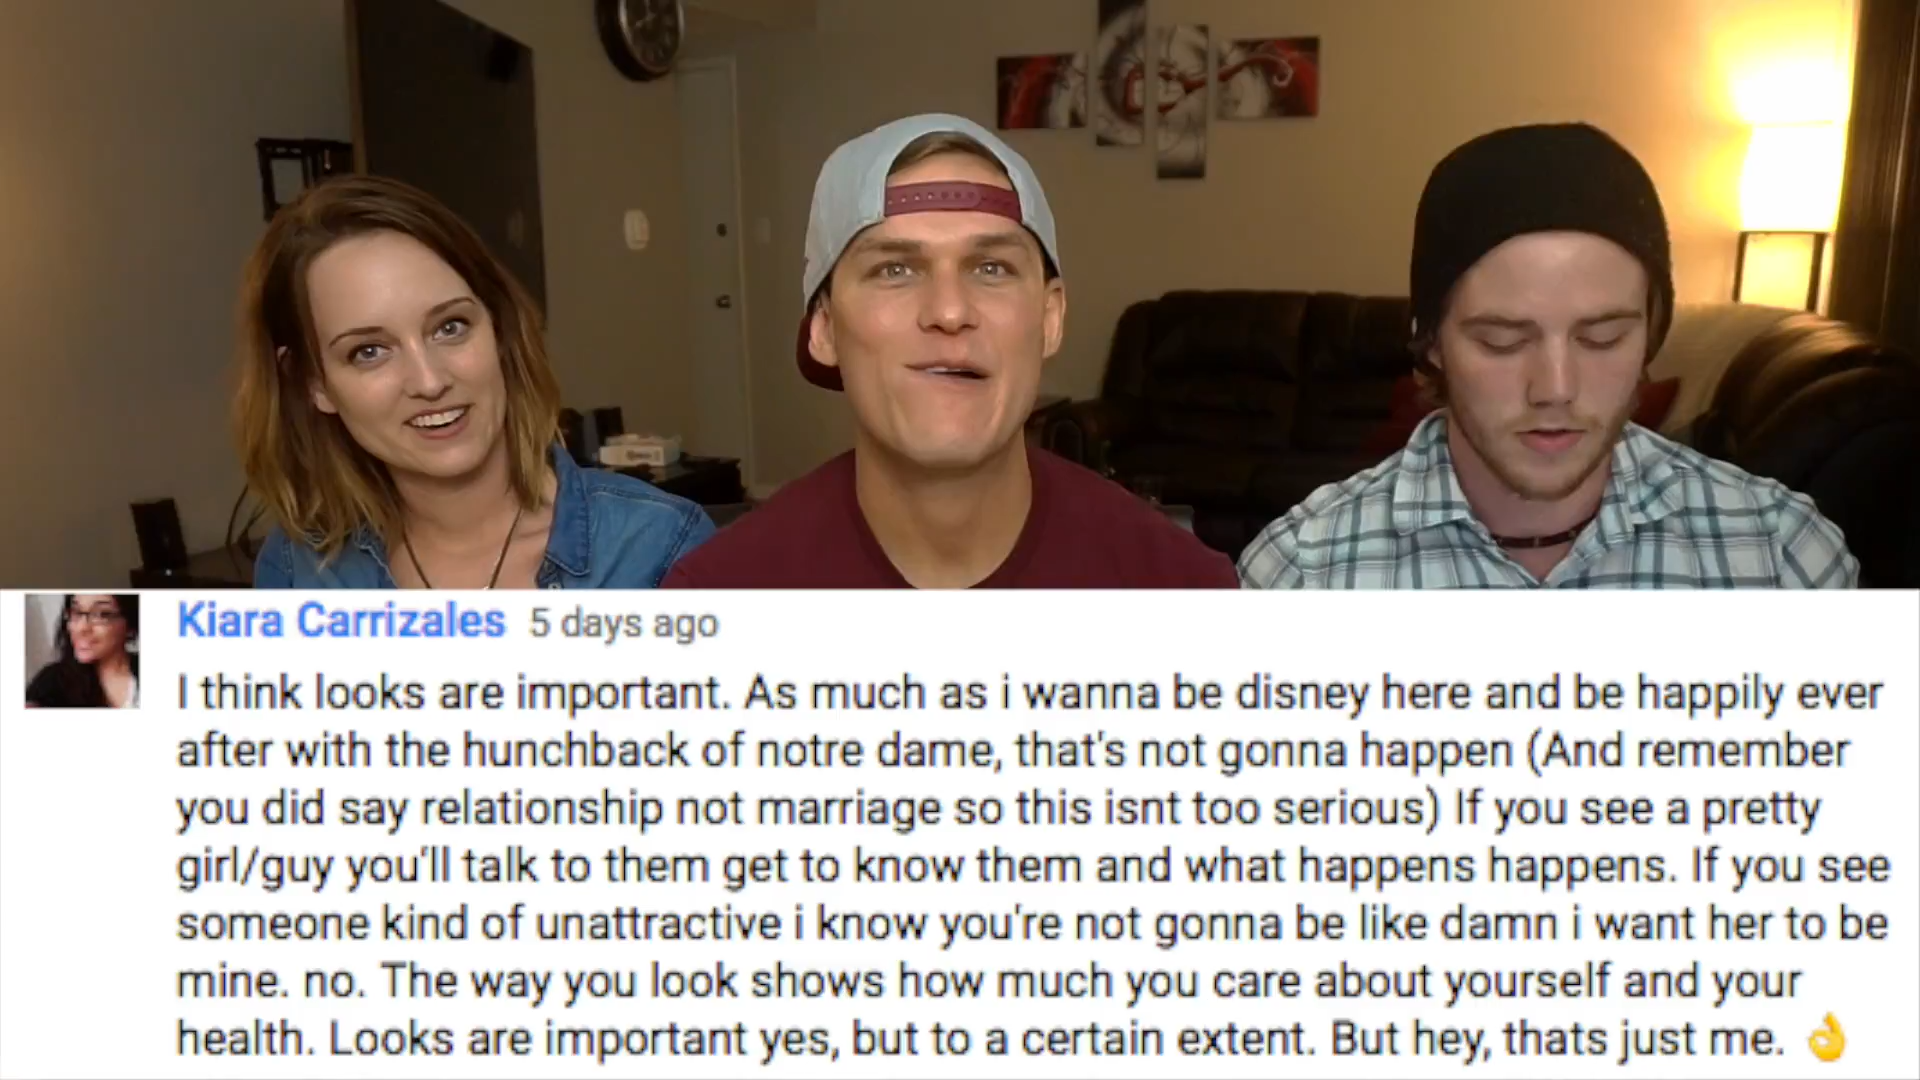 Kiara Carrizales 5 days ago
I think looks are important. As much as i wanna be disney here and be happily ever
after with the hunchback of notre dame, that's not gonna happen (And remember
you did say relationship not marriage so this isnt too serious) If you see a pretty
girl/guy you'll talk to them get to know them and what happens happens. If you see
someone kind of unattractive i know you're not gonna be like damn i want her to be
mine. no. The way you look shows how much you care about yourself and your
health. Looks are important yes, but to a certain extent. But hey, thats just me. 👌